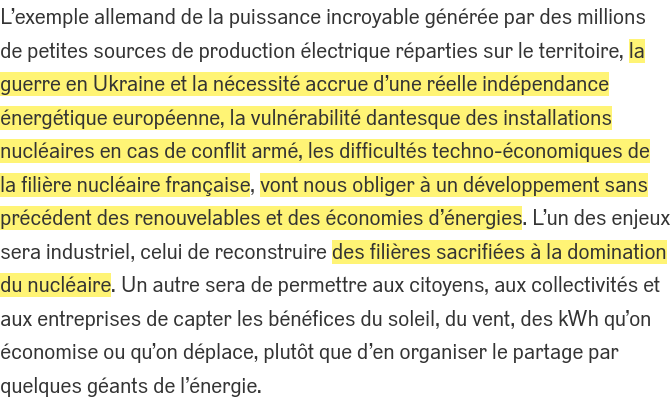 L’exemple allemand de la puissance incroyable générée par des millions
de petites sources de production électrique réparties sur le territoire, la
guerre en Ukraine et la nécessité accrue d’une réelle indépendance
énergétique européenne, la vulnérabilité dantesque des installations
nucléaires en cas de conflit armé, les difficultés techno-économiques de
la filière nucléaire française, vont nous obliger à un développement sans
précédent des renouvelables et des économies d’énergies. L’un des enjeux
sera industriel, celui de reconstruire des filières sacrifiées à la domination
du nucléaire. Un autre sera de permettre aux citoyens, aux collectivités et
aux entreprises de capter les bénéfices du soleil, du vent, des kWh qu’on
économise ou qu’on déplace, plutôt que d’en organiser le partage par
quelques géants de l’énergie.